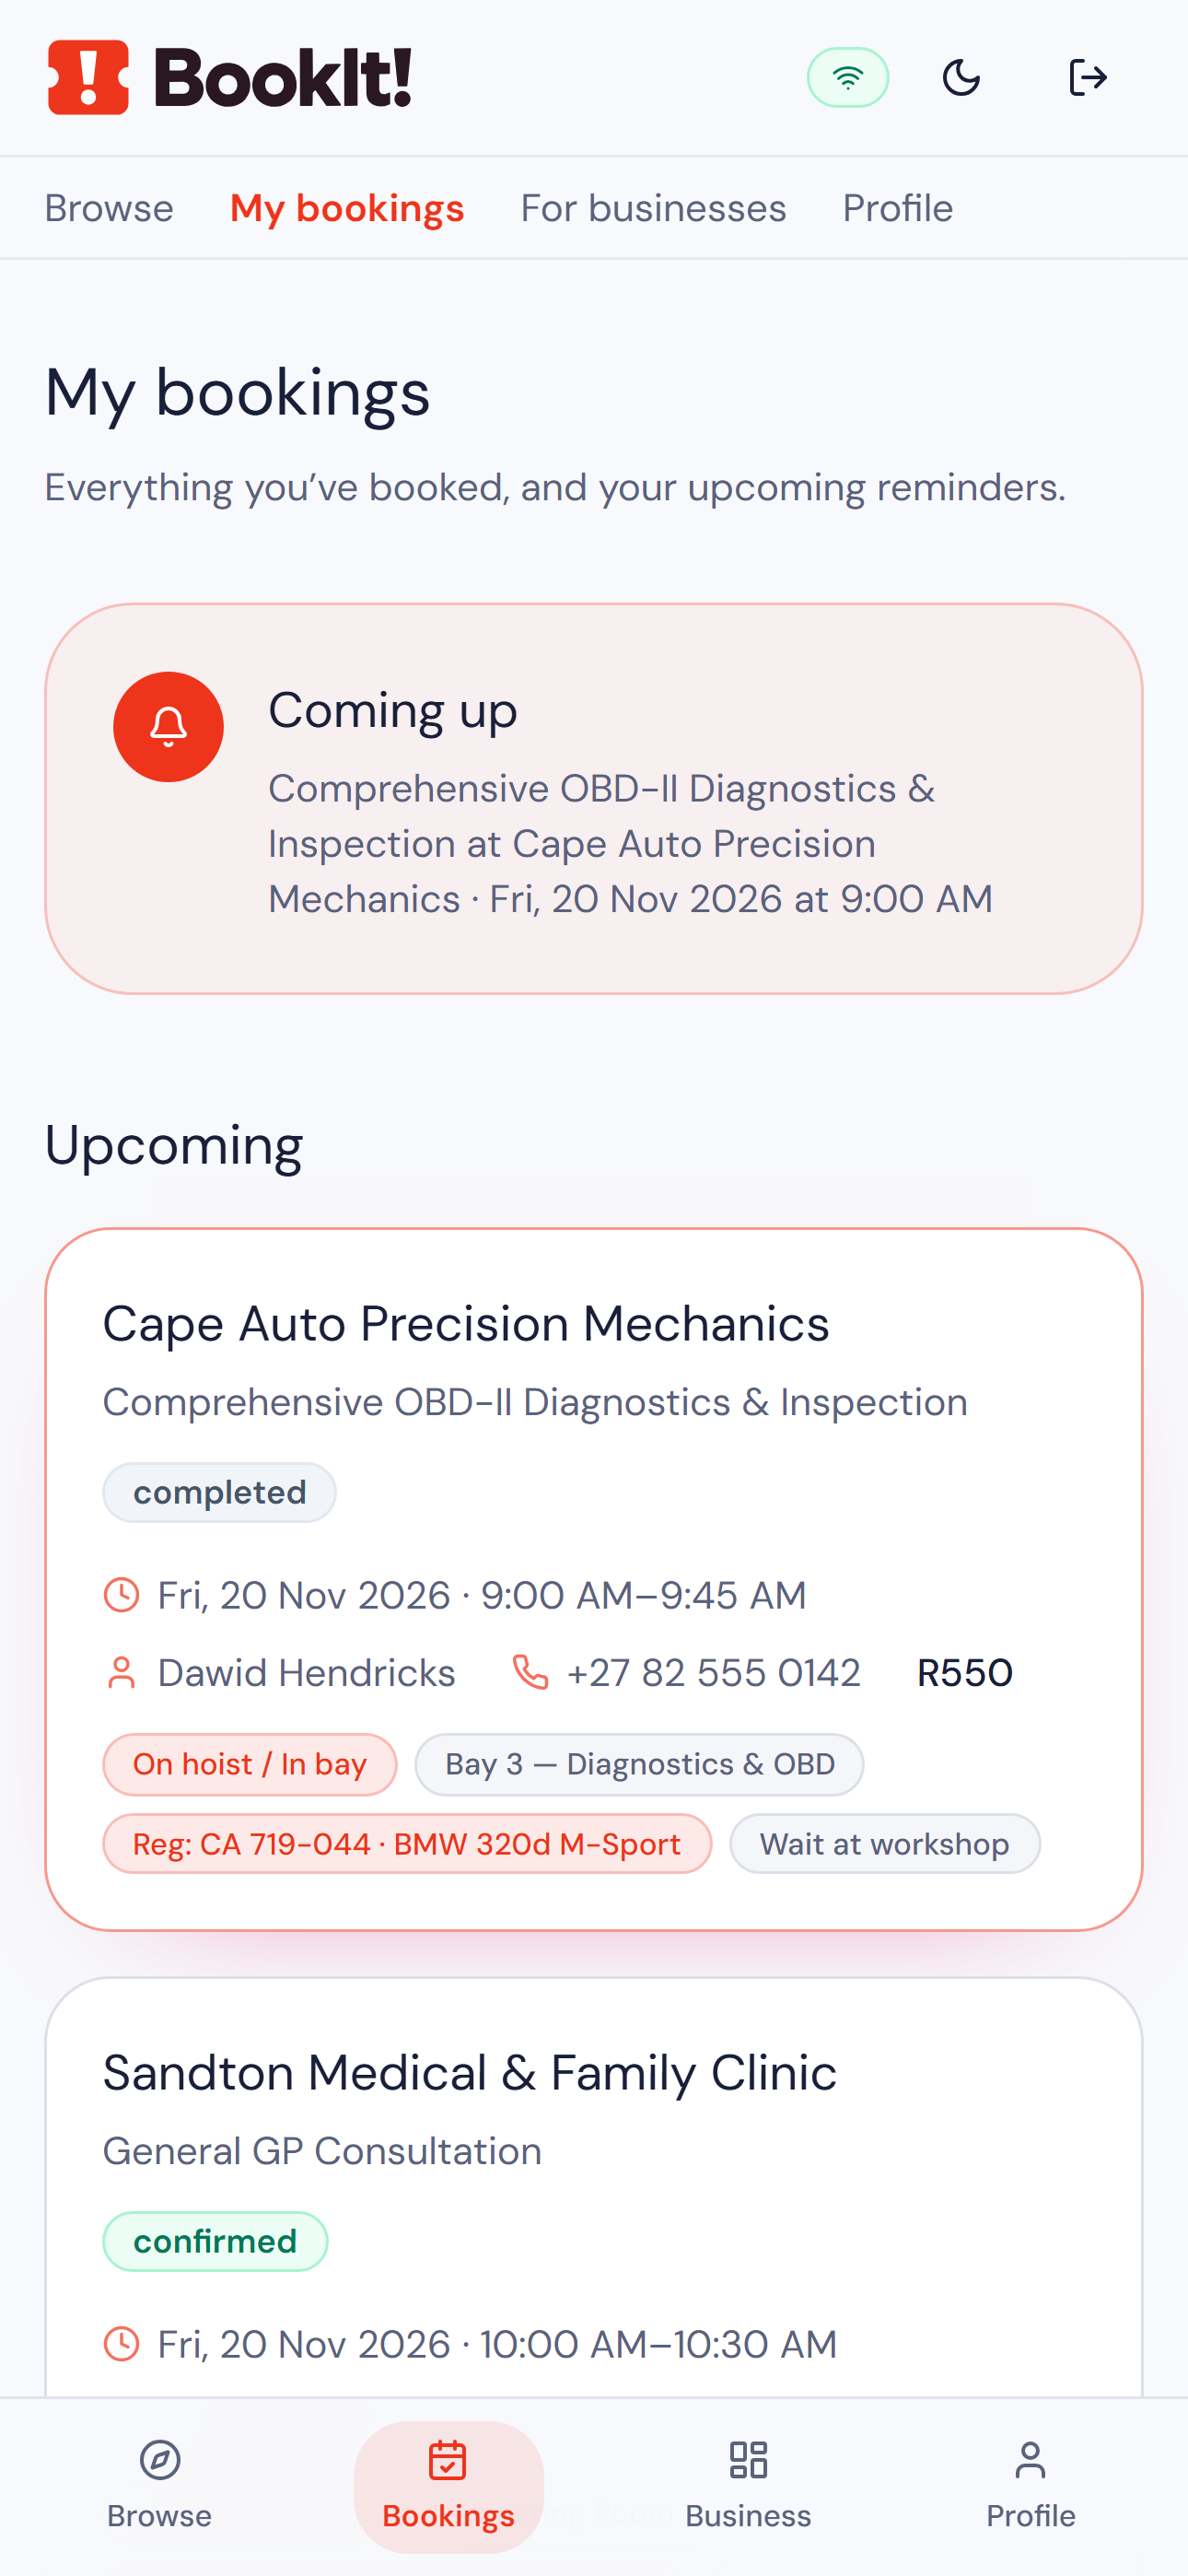 BookIt!
Browse My bookings For businesses Profile
My bookings
Everything you’ve booked, and your upcoming reminders.
Coming up
Comprehensive OBD-II Diagnostics &
Inspection at Cape Auto Precision
Mechanics · Fri, 20 Nov 2026 at 9:00 AM
Upcoming
Cape Auto Precision Mechanics
Comprehensive OBD-II Diagnostics & Inspection
completed
Fri, 20 Nov 2026 · 9:00 AM–9:45 AM
Dawid Hendricks +27 82 555 0142 R550
On hoist / In bay Bay 3 — Diagnostics & OBD
Reg: CA 719-044 · BMW 320d M-Sport Wait at workshop
Sandton Medical & Family Clinic
General GP Consultation
confirmed
Fri, 20 Nov 2026 · 10:00 AM–10:30 AM
Browse Bookings Business Profile